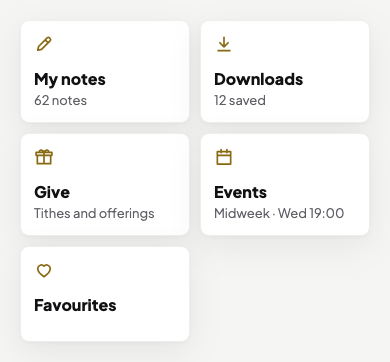 My notes
62 notes
Downloads
12 saved
Give
Tithes and offerings
Events
Midweek · Wed 19:00
Favourites